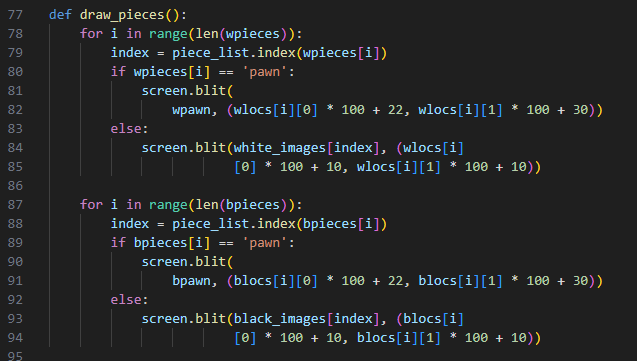 77 def draw_pieces():
78     for i in range(len(wpieces)):
79         index = piece_list.index(wpieces[i])
80         if wpieces[i] == 'pawn':
81             screen.blit(
82                 wpawn, (wlocs[i][0] * 100 + 22, wlocs[i][1] * 100 + 30))
83         else:
84             screen.blit(white_images[index], (wlocs[i]
85                         [0] * 100 + 10, wlocs[i][1] * 100 + 10))
86
87     for i in range(len(bpieces)):
88         index = piece_list.index(bpieces[i])
89         if bpieces[i] == 'pawn':
90             screen.blit(
91                 bpawn, (blocs[i][0] * 100 + 22, blocs[i][1] * 100 + 30))
92         else:
93             screen.blit(black_images[index], (blocs[i]
94                         [0] * 100 + 10, blocs[i][1] * 100 + 10))
95